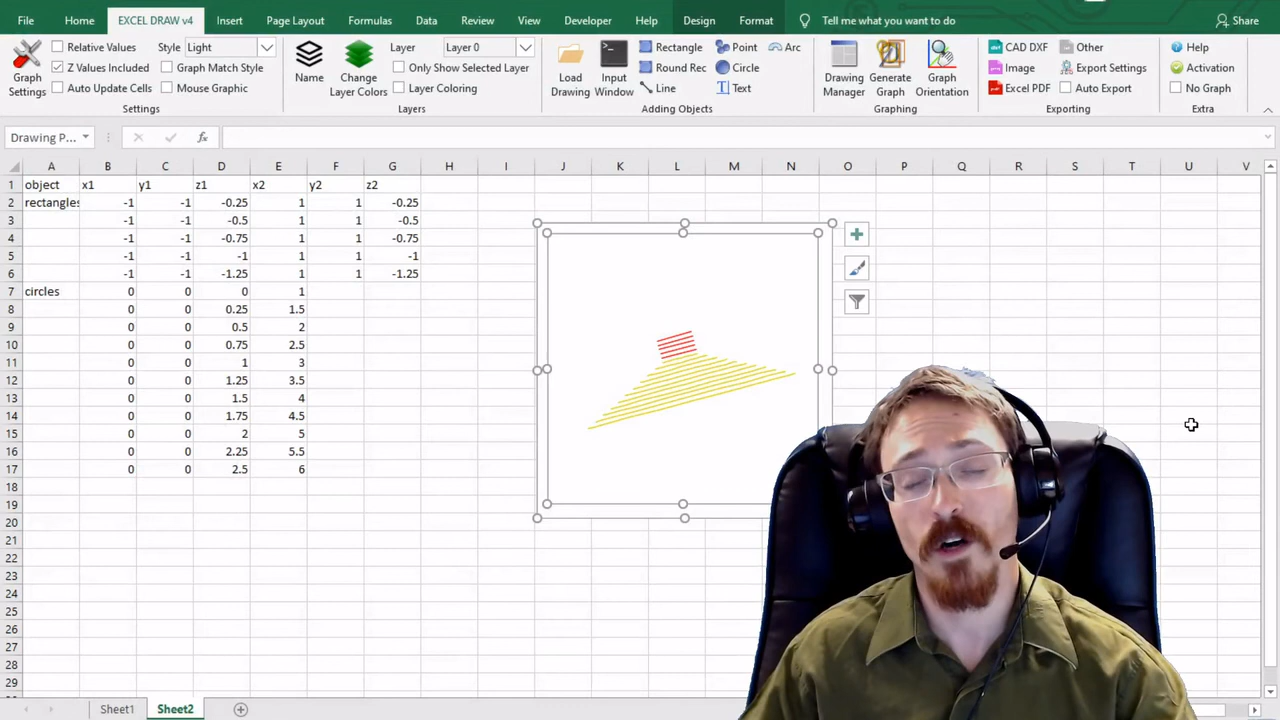 File Home EXCEL DRAW v4 Insert Page Layout Formulas Data Review View Developer Help Design Format Tell me what you want to do Share
Graph Settings
Relative Values
Z Values Included
Auto Update Cells
Style Light
Graph Match Style
Mouse Graphic
Settings
Name
Change Layer Colors
Layer Layer 0
Only Show Selected Layer
Layer Coloring
Layers
Load Drawing
Input Window
Rectangle
Round Rec
Line
Point
Circle
Text
Arc
Adding Objects
Drawing Manager
Generate Graph
Graph Orientation
Graphing
CAD DXF
Image
Excel PDF
Other
Export Settings
Auto Export
Exporting
Help
Activation
No Graph
Extra
Drawing P...
fx
A B C D E F G H I J K L M N O P Q R S T U V
1 object x1 y1 z1 x2 y2 z2
2 rectangles -1 -1 -0.25 1 1 -0.25
3 -1 -1 -0.5 1 1 -0.5
4 -1 -1 -0.75 1 1 -0.75
5 -1 -1 -1 1 1 -1
6 -1 -1 -1.25 1 1 -1.25
7 circles 0 0 0 1
8 0 0 0.25 1.5
9 0 0 0.5 2
10 0 0 0.75 2.5
11 0 0 1 3
12 0 0 1.25 3.5
13 0 0 1.5 4
14 0 0 1.75 4.5
15 0 0 2 5
16 0 0 2.25 5.5
17 0 0 2.5 6
18
19
20
21
22
23
24
25
26
27
28
29
Sheet1 Sheet2